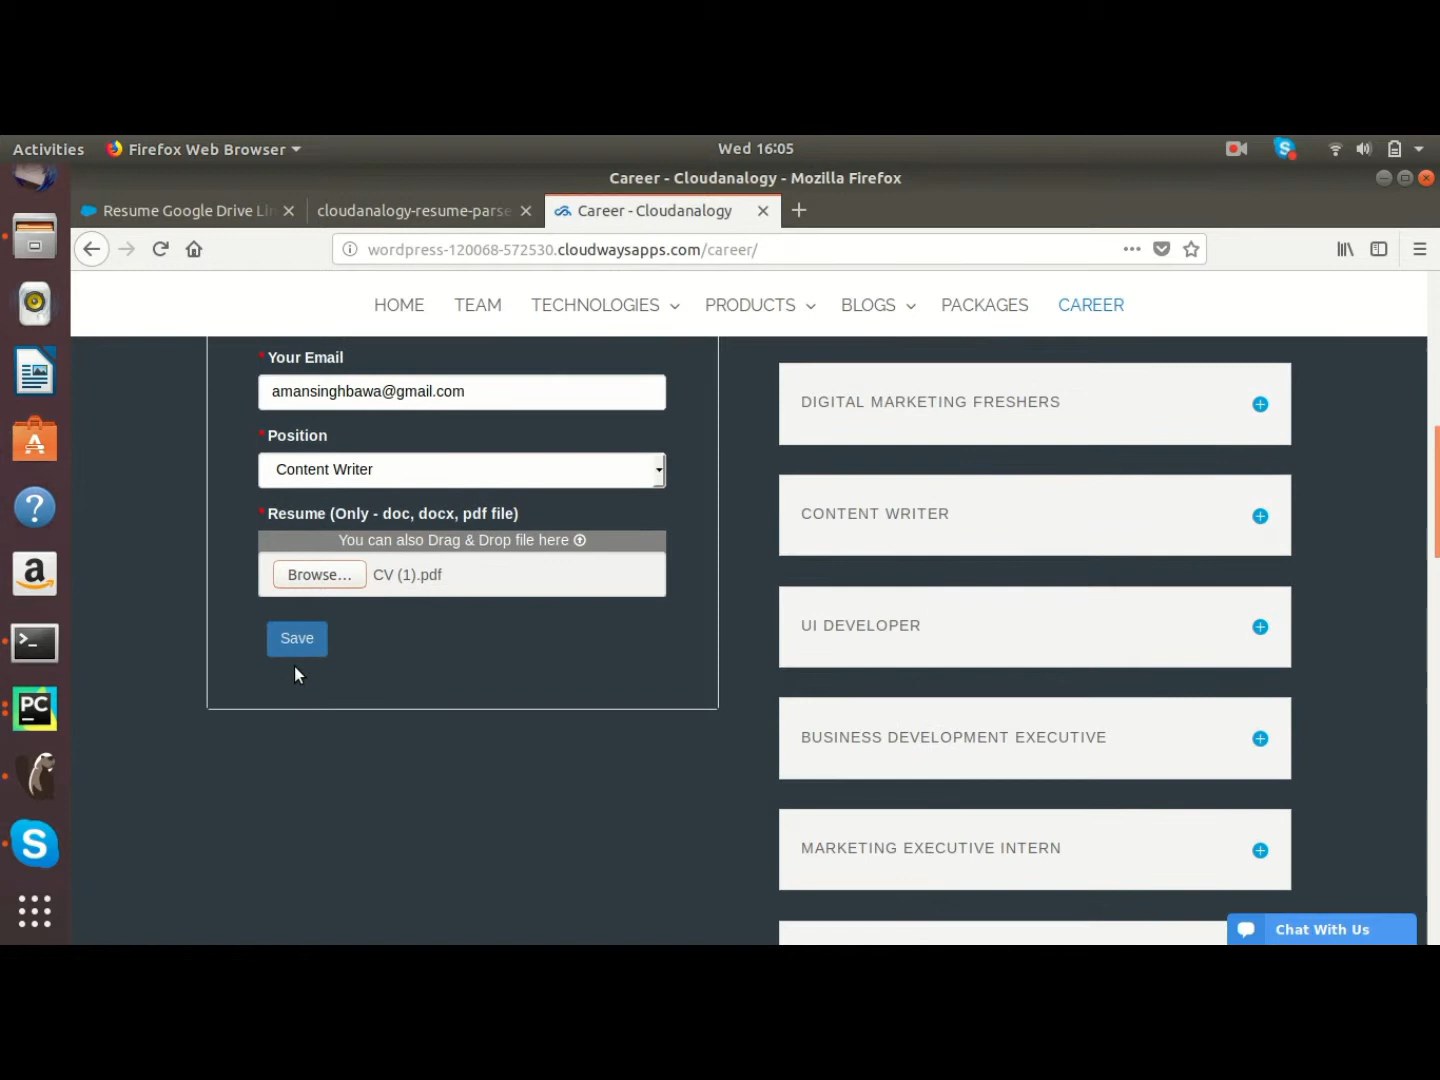 Activities Firefox Web Browser Wed 16:05
Career - Cloudanalogy - Mozilla Firefox
Resume Google Drive Lin cloudanalogy-resume-parse Career - Cloudanalogy
wordpress-120068-572530.cloudwaysapps.com/career/
HOME TEAM TECHNOLOGIES PRODUCTS BLOGS PACKAGES CAREER
* Your Email
amansinghbawa@gmail.com
* Position
Content Writer
* Resume (Only - doc, docx, pdf file)
You can also Drag & Drop file here
Browse... CV (1).pdf
Save
DIGITAL MARKETING FRESHERS
CONTENT WRITER
UI DEVELOPER
BUSINESS DEVELOPMENT EXECUTIVE
MARKETING EXECUTIVE INTERN
Chat With Us